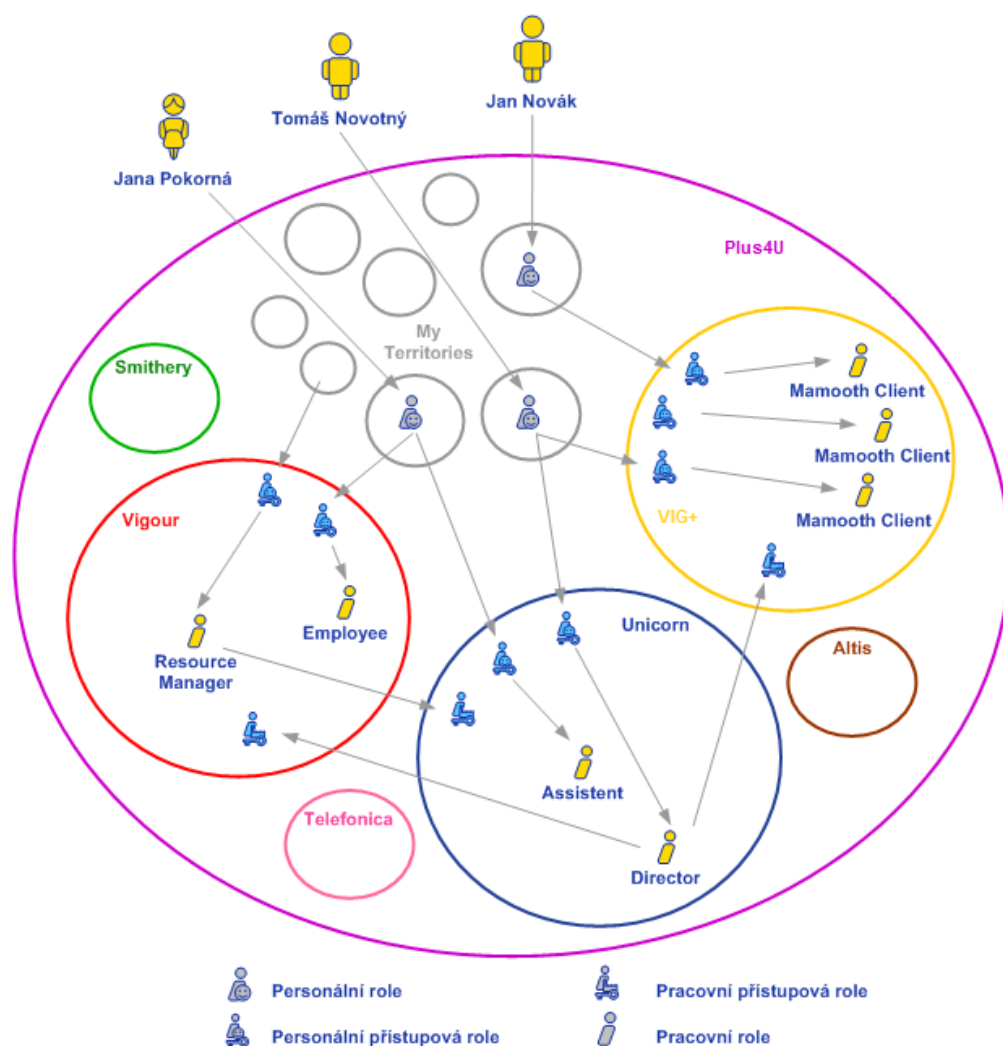 Jan Novák
Tomáš Novotný
Jana Pokorná
Plus4U
My
Territories
Smithery
Mamooth Client
Mamooth Client
Mamooth Client
Vigour
VIG+
Employee
Unicorn
Resource
Manager
Altis
Assistent
Telefonica
Director
Personální role
Pracovní přístupová role
Personální přístupová role
Pracovní role